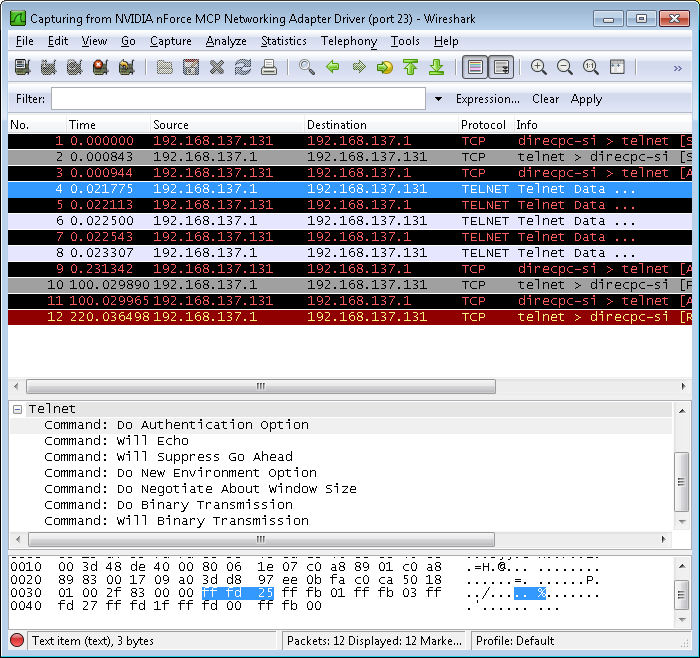 Capturing from NVIDIA nForce MCP Networking Adapter Driver (port 23) - Wireshark
File Edit View Go Capture Analyze Statistics Telephony Tools Help
Filter: Expression... Clear Apply
No. Time Source Destination Protocol Info
1 0.000000 192.168.137.131 192.168.137.1 TCP direcpc-si > telnet [S
2 0.000843 192.168.137.1 192.168.137.131 TCP telnet > direcpc-si [S
3 0.000944 192.168.137.131 192.168.137.1 TCP direcpc-si > telnet [A
4 0.021775 192.168.137.1 192.168.137.131 TELNET Telnet Data ...
5 0.022113 192.168.137.131 192.168.137.1 TELNET Telnet Data ...
6 0.022500 192.168.137.1 192.168.137.131 TELNET Telnet Data ...
7 0.022543 192.168.137.131 192.168.137.1 TELNET Telnet Data ...
8 0.023307 192.168.137.1 192.168.137.131 TELNET Telnet Data ...
9 0.231342 192.168.137.131 192.168.137.1 TCP direcpc-si > telnet [A
10 100.029890 192.168.137.1 192.168.137.131 TCP telnet > direcpc-si [F
11 100.029965 192.168.137.131 192.168.137.1 TCP direcpc-si > telnet [A
12 220.036498 192.168.137.1 192.168.137.131 TCP telnet > direcpc-si [R
Telnet
Command: Do Authentication Option
Command: Will Echo
Command: Will Suppress Go Ahead
Command: Do New Environment Option
Command: Do Negotiate About Window Size
Command: Do Binary Transmission
Command: Will Binary Transmission
0010 00 3d 48 de 40 00 80 06 1e 07 c0 a8 89 01 c0 a8 .=H.@... ........
0020 89 83 00 17 09 a0 3d d8 97 ee 0b fa c0 ca 50 18 ......=. ......P.
0030 01 00 2f 83 00 00 ff fd 25 ff fb 01 ff fb 03 ff ../..... %.......
0040 fd 27 ff fd 1f ff fd 00 ff fb 00 .'...... ...
Text item (text), 3 bytes Packets: 12 Displayed: 12 Marke... Profile: Default